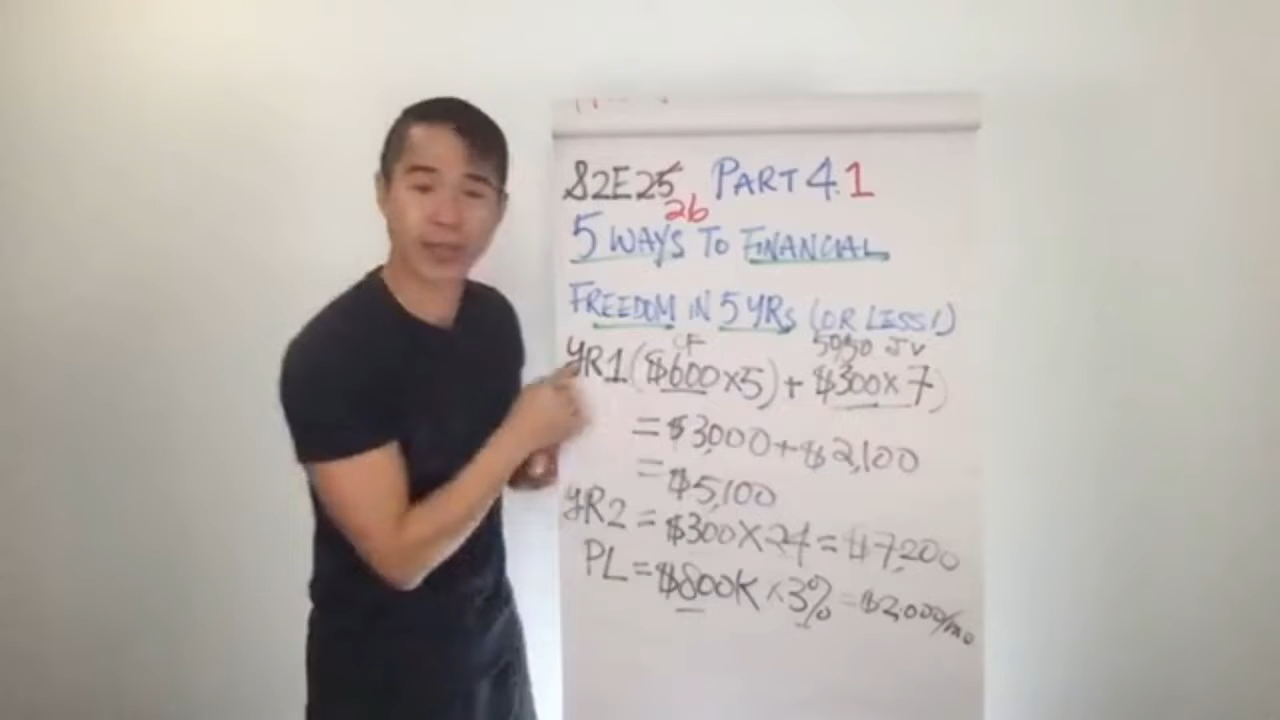 S2E25 PART 4.1
26
5 WAYS TO FINANCIAL
FREEDOM IN 5 YRS (OR LESS!)
CF 50/50 JV
YR1 ($600 x 5) + $300 x 7)
= $3,000 + $2,100
= $5,100
YR2 = $300 X 24 = $7,200
PL = $800K x 3% = $2,000/mo